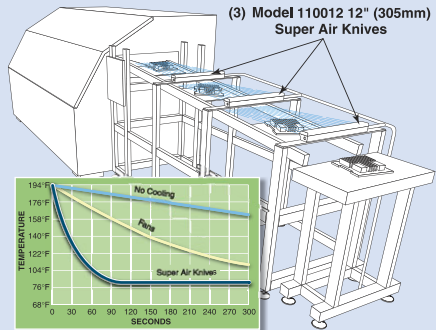 (3) Model 110012 12" (305mm)
Super Air Knives
194°F
176°F
158°F
140°F
122°F
104°F
86°F
76°F
68°F
TEMPERATURE
No Cooling
Fans
Super Air Knives
0 30 60 90 120 150 180 210 240 270 300
SECONDS